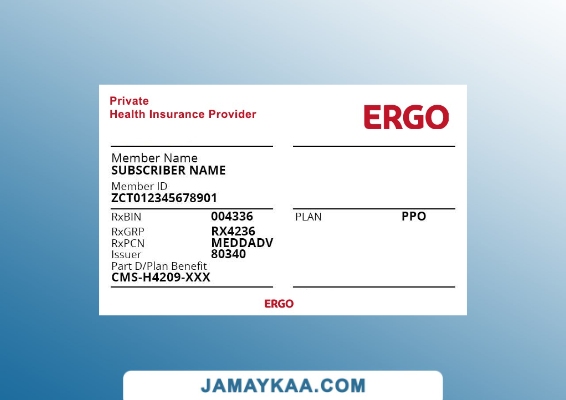 Private
Health Insurance Provider
ERGO
Member Name
SUBSCRIBER NAME
Member ID
ZCT012345678901
RxBIN 004336
PLAN PPO
RxGRP RX4236
RxPCN MEDDADV
Issuer 80340
Part D/Plan Benefit
CMS-H4209-XXX
ERGO
JAMAYKAA.COM